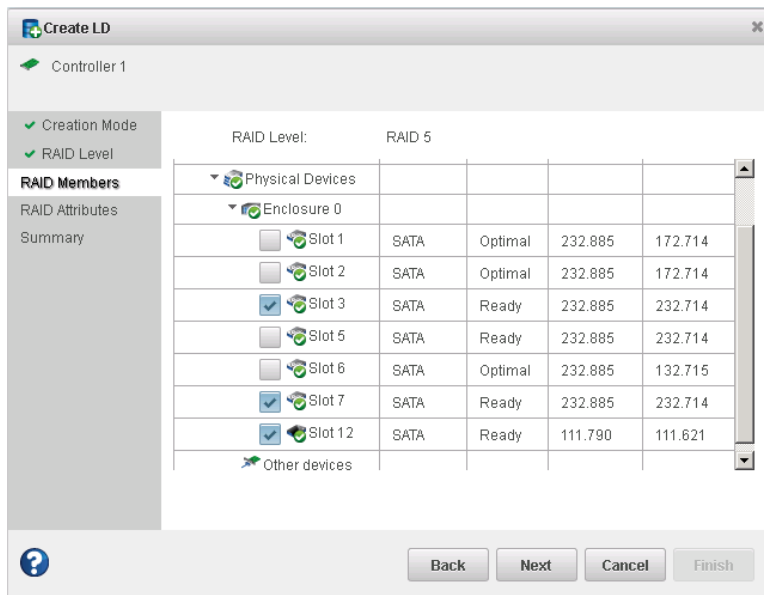 Create LD
Controller 1
Creation Mode
RAID Level
RAID Members
RAID Attributes
Summary
RAID Level: RAID 5
Physical Devices
Enclosure 0
Slot 1 SATA Optimal 232.885 172.714
Slot 2 SATA Optimal 232.885 172.714
Slot 3 SATA Ready 232.885 232.714
Slot 5 SATA Ready 232.885 232.714
Slot 6 SATA Optimal 232.885 132.715
Slot 7 SATA Ready 232.885 232.714
Slot 12 SATA Ready 111.790 111.621
Other devices
? Back Next Cancel Finish